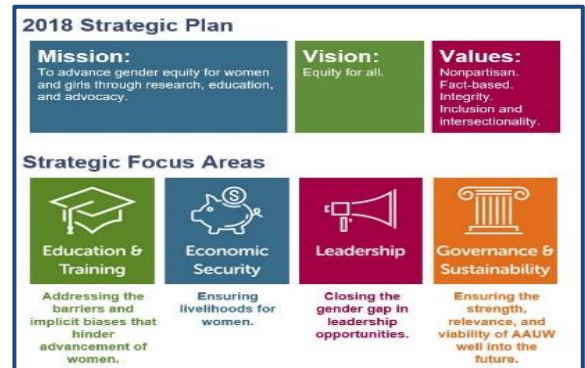 2018 Strategic Plan
Mission:
To advance gender equity for women
and girls through research, education,
and advocacy.
Vision:
Equity for all.
Values:
Nonpartisan.
Fact-based.
Integrity.
Inclusion and
intersectionality.
Strategic Focus Areas
Education &
Training
Addressing the
barriers and
implicit biases that
hinder
advancement of
women.
S
Economic
Security
Ensuring
livelihoods for
women.
Leadership
Closing the
gender gap in
leadership
opportunities.
Governance &
Sustainability
Ensuring the
strength,
relevance, and
viability of AAUW
well into the
future.